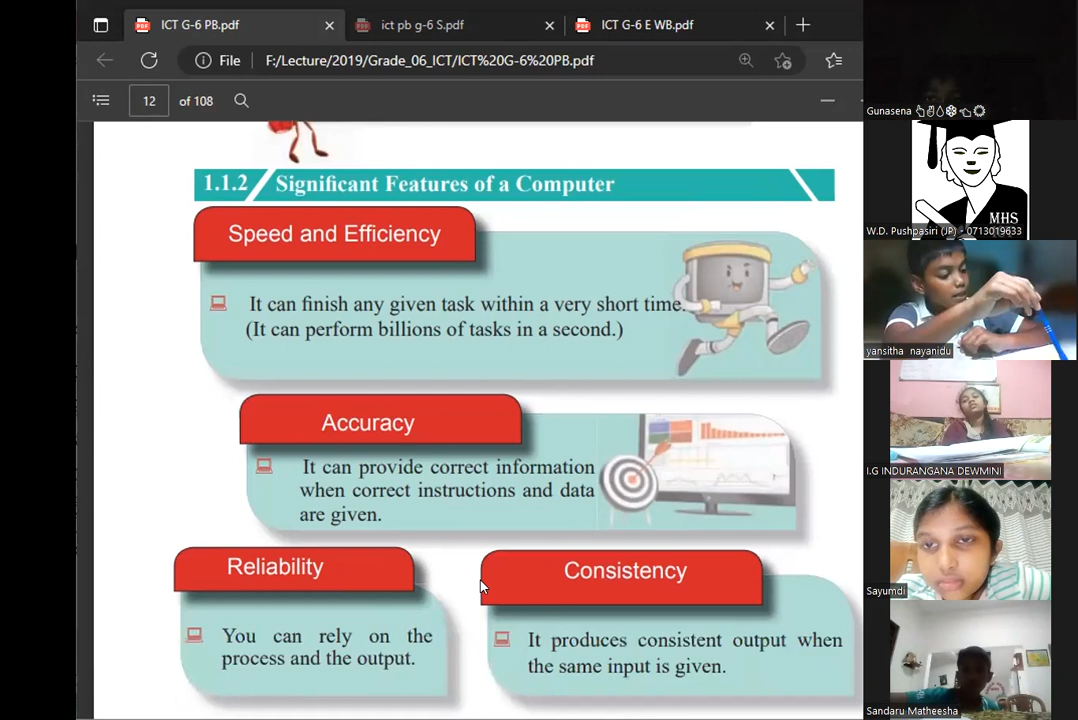 ICT G-6 PB.pdf
ict pb g-6 S.pdf
ICT G-6 E WB.pdf
File
F:/Lecture/2019/Grade_06_ICT/ICT%20G-6%20PB.pdf
12 of 108
1.1.2 Significant Features of a Computer
Speed and Efficiency
It can finish any given task within a very short time.
(It can perform billions of tasks in a second.)
Accuracy
It can provide correct information
when correct instructions and data
are given.
Reliability
You can rely on the
process and the output.
Consistency
It produces consistent output when
the same input is given.
Gunasena
MHS
W.D. Pushpasiri (JP) - 0713019633
yansitha nayanidu
I.G INDURANGANA DEWMINI
Sayumdi
Sandaru Matheesha